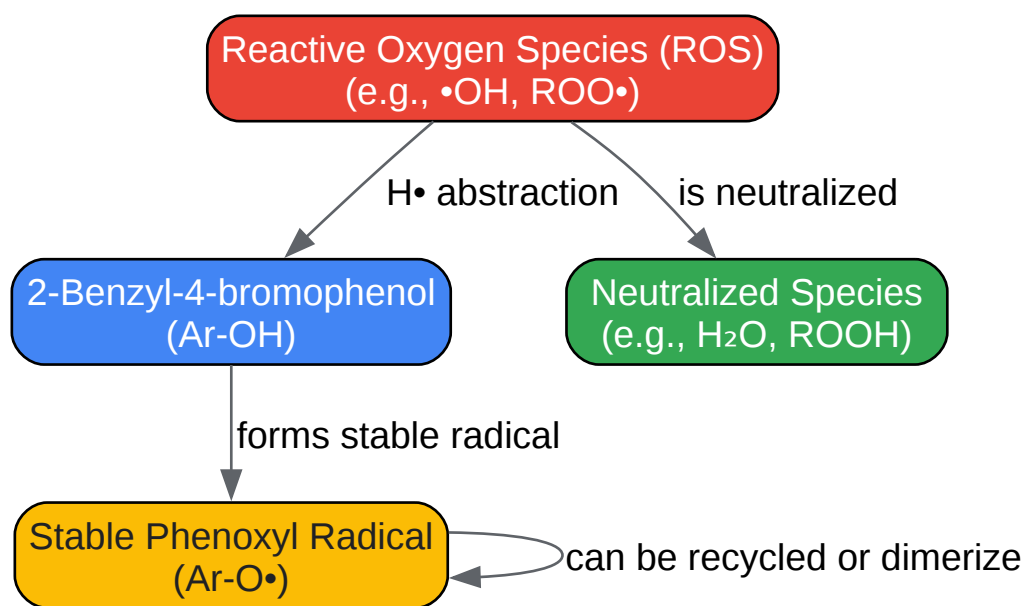 Reactive Oxygen Species (ROS)
(e.g., •OH, ROO•)
H• abstraction
is neutralized
2-Benzyl-4-bromophenol
(Ar-OH)
Neutralized Species
(e.g., H₂O, ROOH)
forms stable radical
Stable Phenoxyl Radical
(Ar-O•)
can be recycled or dimerize